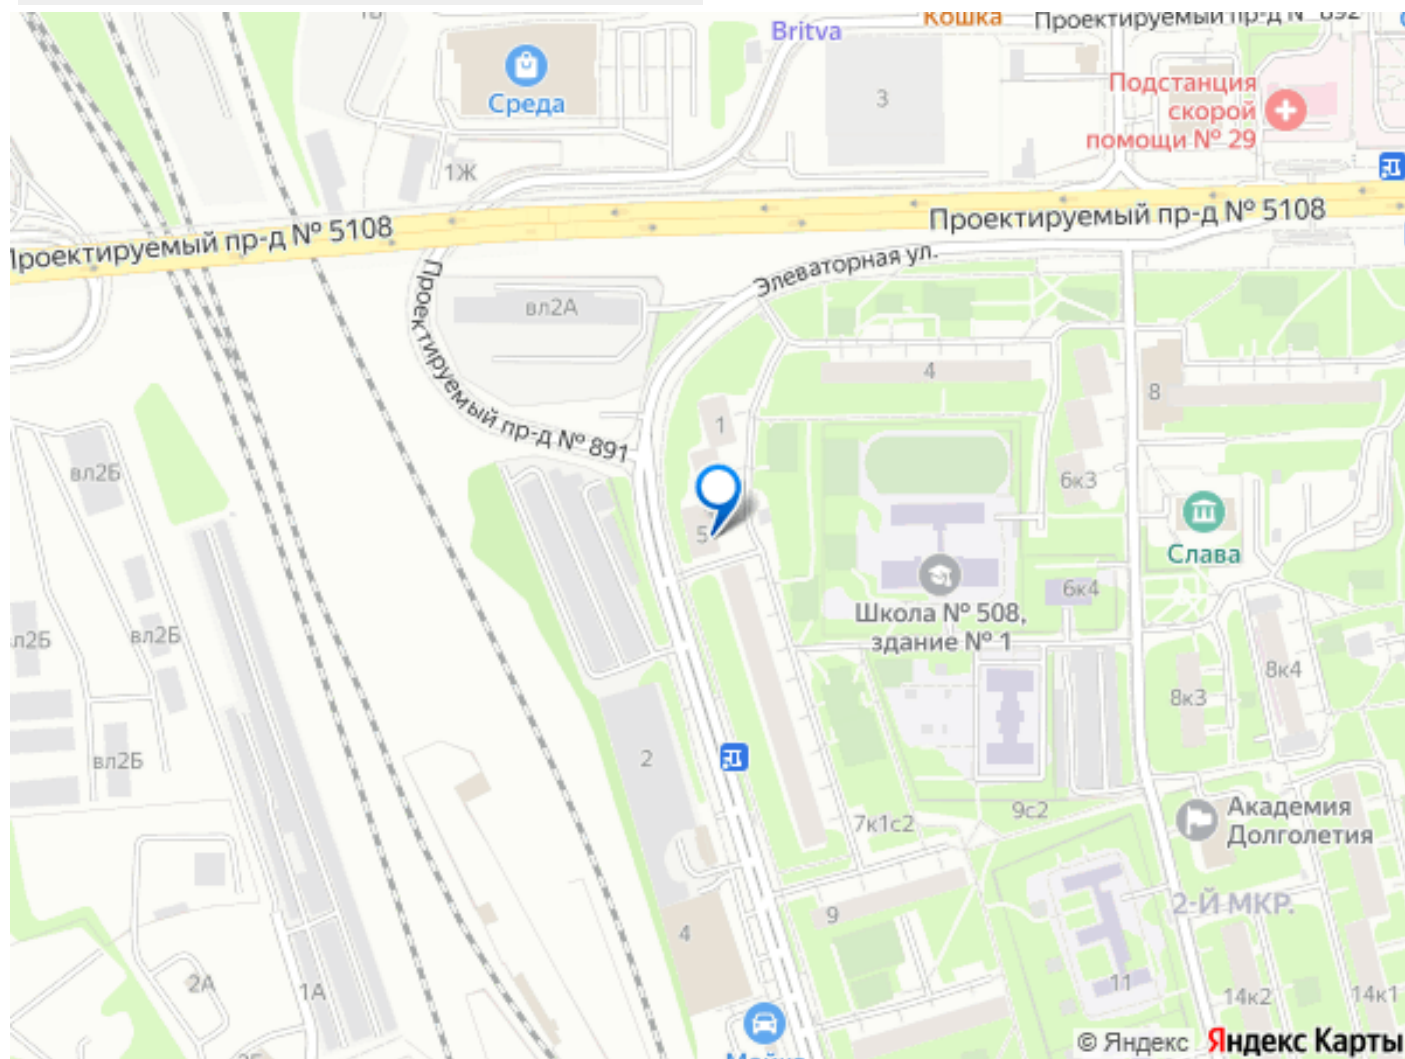 Кошка
Britva
Среда
3
Подстанция
скорой
помощи № 29
1Ж
Проектируемый пр-д № 5108
Проектируемый пр-д № 5108
Элеваторная ул.
Проектируемый пр-д № 891
вл2А
4
8
1
5
6к3
Слава
6к4
Школа № 508,
здание № 1
вл2Б
вл2Б
вл2Б
8к4
8к3
2
7к1с2
9с2
Академия
Долголетия
2-Й МКР.
9
4
11
2А
1А
14к2
14к1
© Яндекс Яндекс Карты